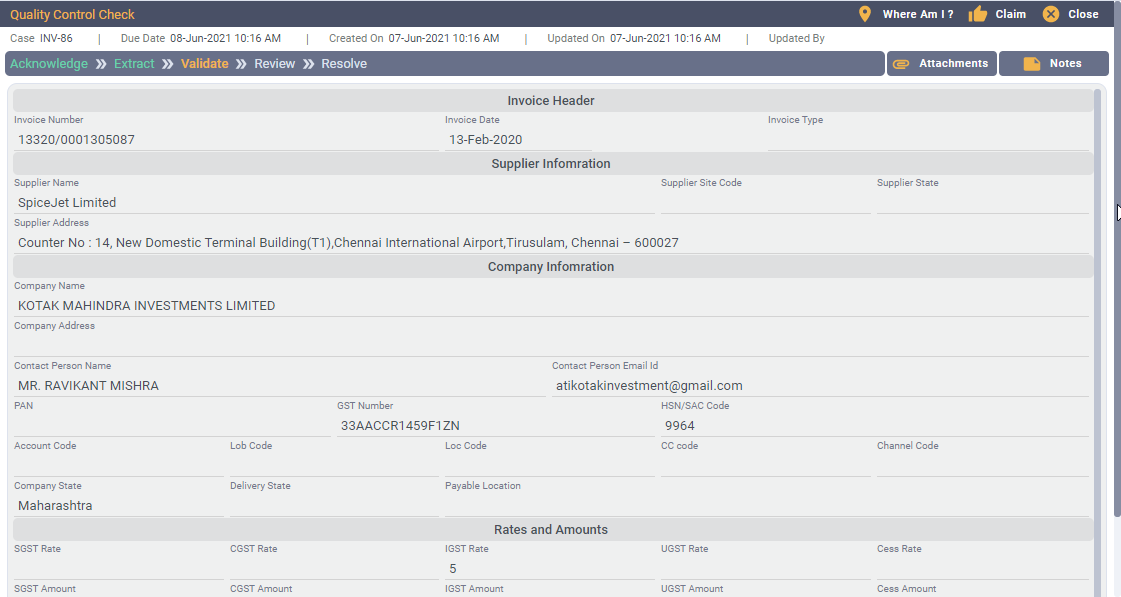 Quality Control Check Where Am I ? Claim Close
Case INV-86 | Due Date 08-Jun-2021 10:16 AM | Created On 07-Jun-2021 10:16 AM | Updated On 07-Jun-2021 10:16 AM | Updated By
Acknowledge » Extract » Validate » Review » Resolve Attachments Notes
Invoice Header
Invoice Number Invoice Date Invoice Type
13320/0001305087 13-Feb-2020
Supplier Infomration
Supplier Name Supplier Site Code Supplier State
SpiceJet Limited
Supplier Address
Counter No : 14, New Domestic Terminal Building(T1),Chennai International Airport,Tirusulam, Chennai – 600027
Company Infomration
Company Name
KOTAK MAHINDRA INVESTMENTS LIMITED
Company Address
Contact Person Name Contact Person Email Id
MR. RAVIKANT MISHRA atikotakinvestment@gmail.com
PAN GST Number HSN/SAC Code
33AACCR1459F1ZN 9964
Account Code Lob Code Loc Code CC code Channel Code
Company State Delivery State Payable Location
Maharashtra
Rates and Amounts
SGST Rate CGST Rate IGST Rate UGST Rate Cess Rate
5
SGST Amount CGST Amount IGST Amount UGST Amount Cess Amount